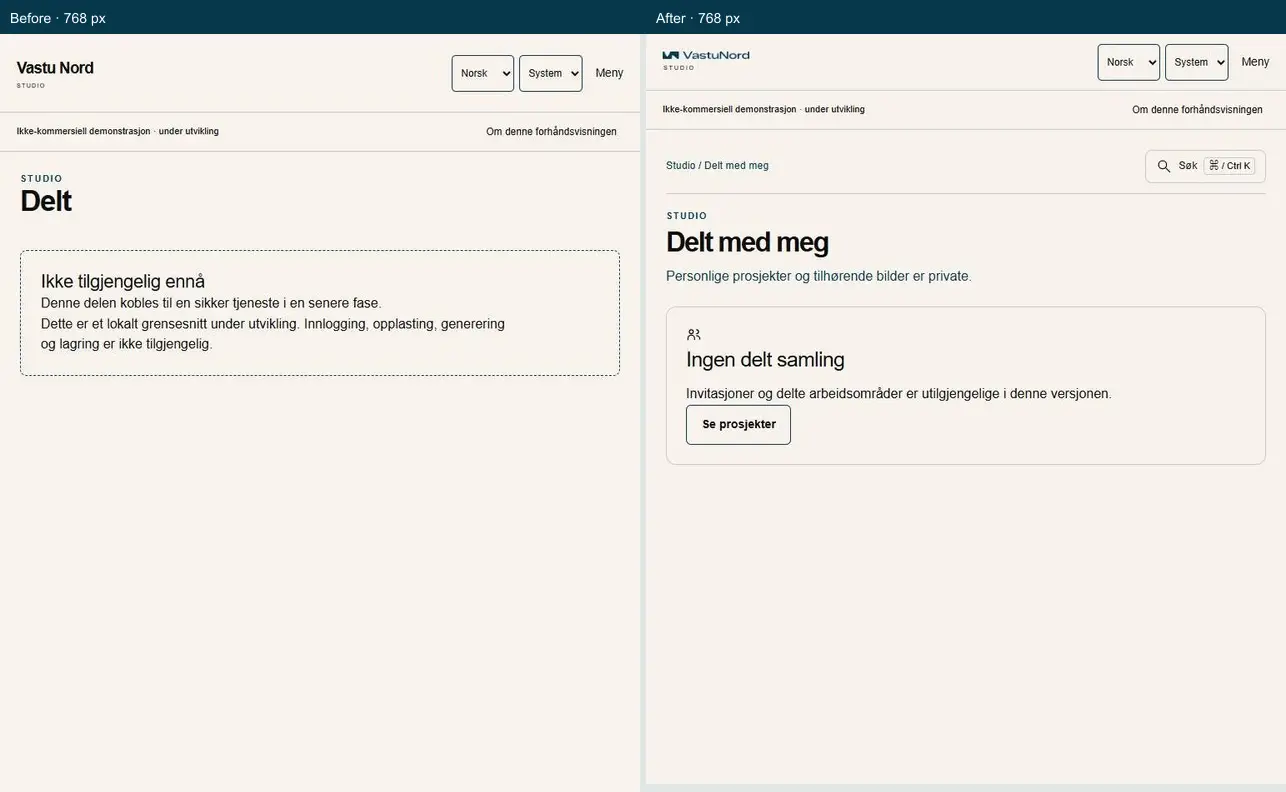 Before · 768 px
Vastu Nord
STUDIO
Norsk
System
Meny
Ikke-kommersiell demonstrasjon · under utvikling
Om denne forhåndsvisningen
STUDIO
Delt
Ikke tilgjengelig ennå
Denne delen kobles til en sikker tjeneste i en senere fase.
Dette er et lokalt grensesnitt under utvikling. Innlogging, opplasting, generering
og lagring er ikke tilgjengelig.
After · 768 px
VastuNord
STUDIO
Norsk
System
Meny
Ikke-kommersiell demonstrasjon · under utvikling
Om denne forhåndsvisningen
Studio / Delt med meg
Søk
⌘ / Ctrl K
STUDIO
Delt med meg
Personlige prosjekter og tilhørende bilder er private.
Ingen delt samling
Invitasjoner og delte arbeidsområder er utilgjengelige i denne versjonen.
Se prosjekter